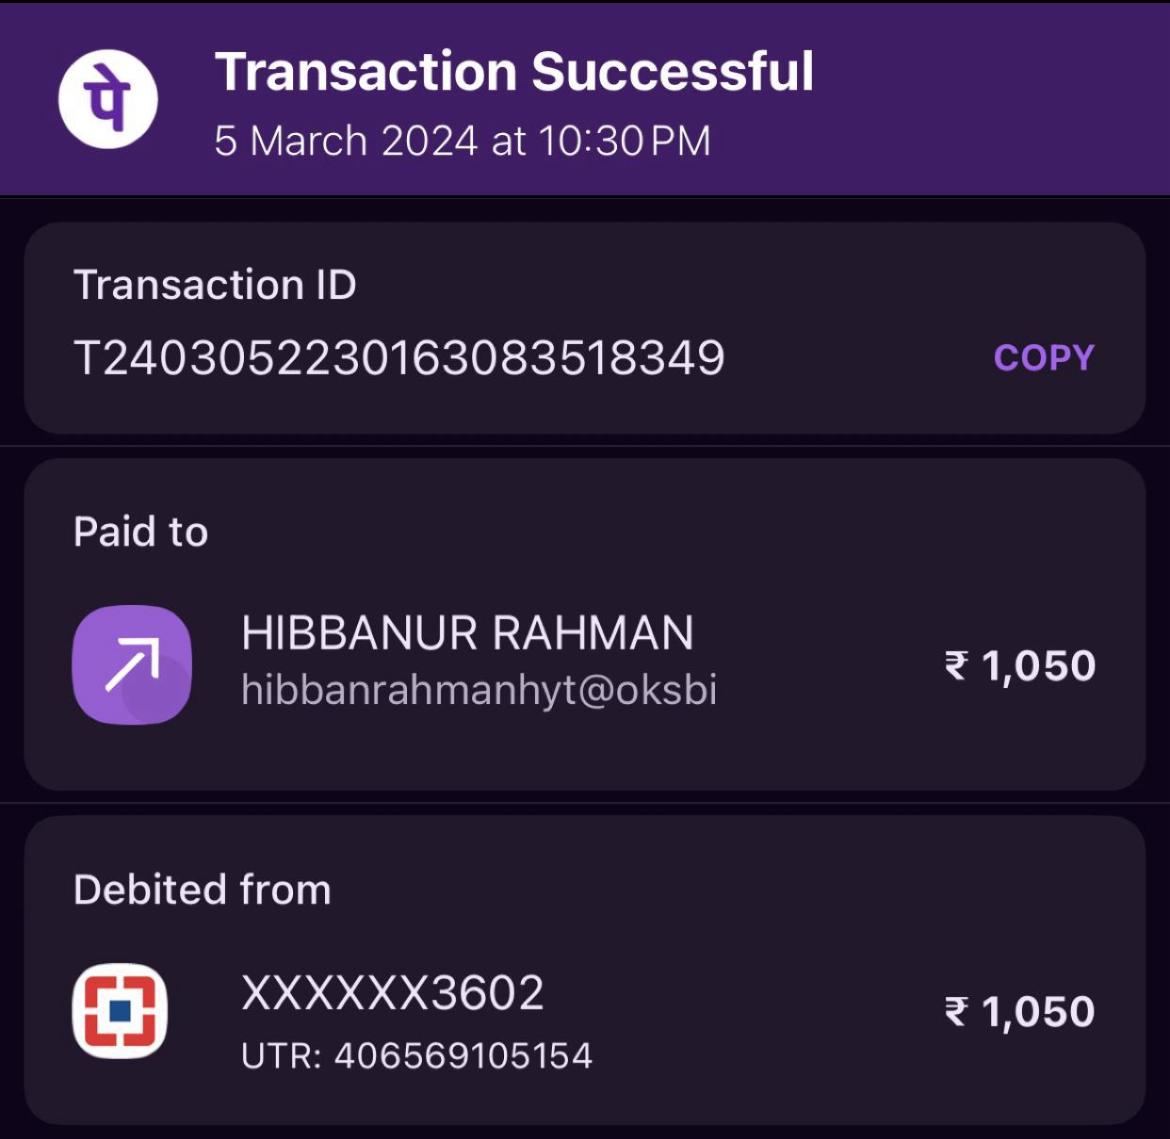 पे
Transaction Successful
5 March 2024 at 10:30 PM
Transaction ID
T2403052230163083518349
COPY
Paid to
HIBBANUR RAHMAN
hibbanrahmanhyt@oksbi
₹ 1,050
Debited from
XXXXXX3602
₹ 1,050
UTR: 406569105154